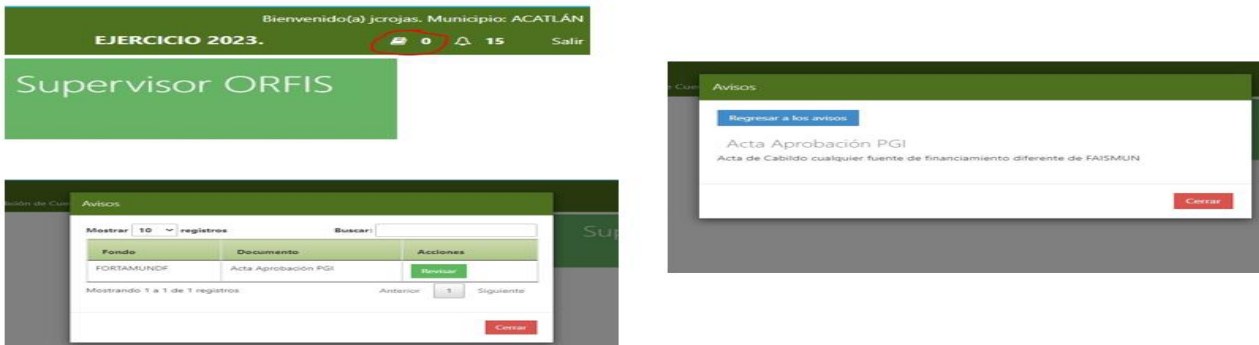 Bienvenido(a) jcrojas. Municipio: ACATLÁN
EJERCICIO 2023. 0 15 Salir
Supervisor ORFIS
Avisos
Mostrar 10 registros Buscar:
Fondo Documento Acciones
FORTAMUNDF Acta Aprobación PGI Revisar
Mostrando 1 a 1 de 1 registros Anterior 1 Siguiente
Cerrar
Avisos
Regresar a los avisos
Acta Aprobación PGI
Acta de Cabildo cualquier fuente de financiamiento diferente de FAISMUN
Cerrar